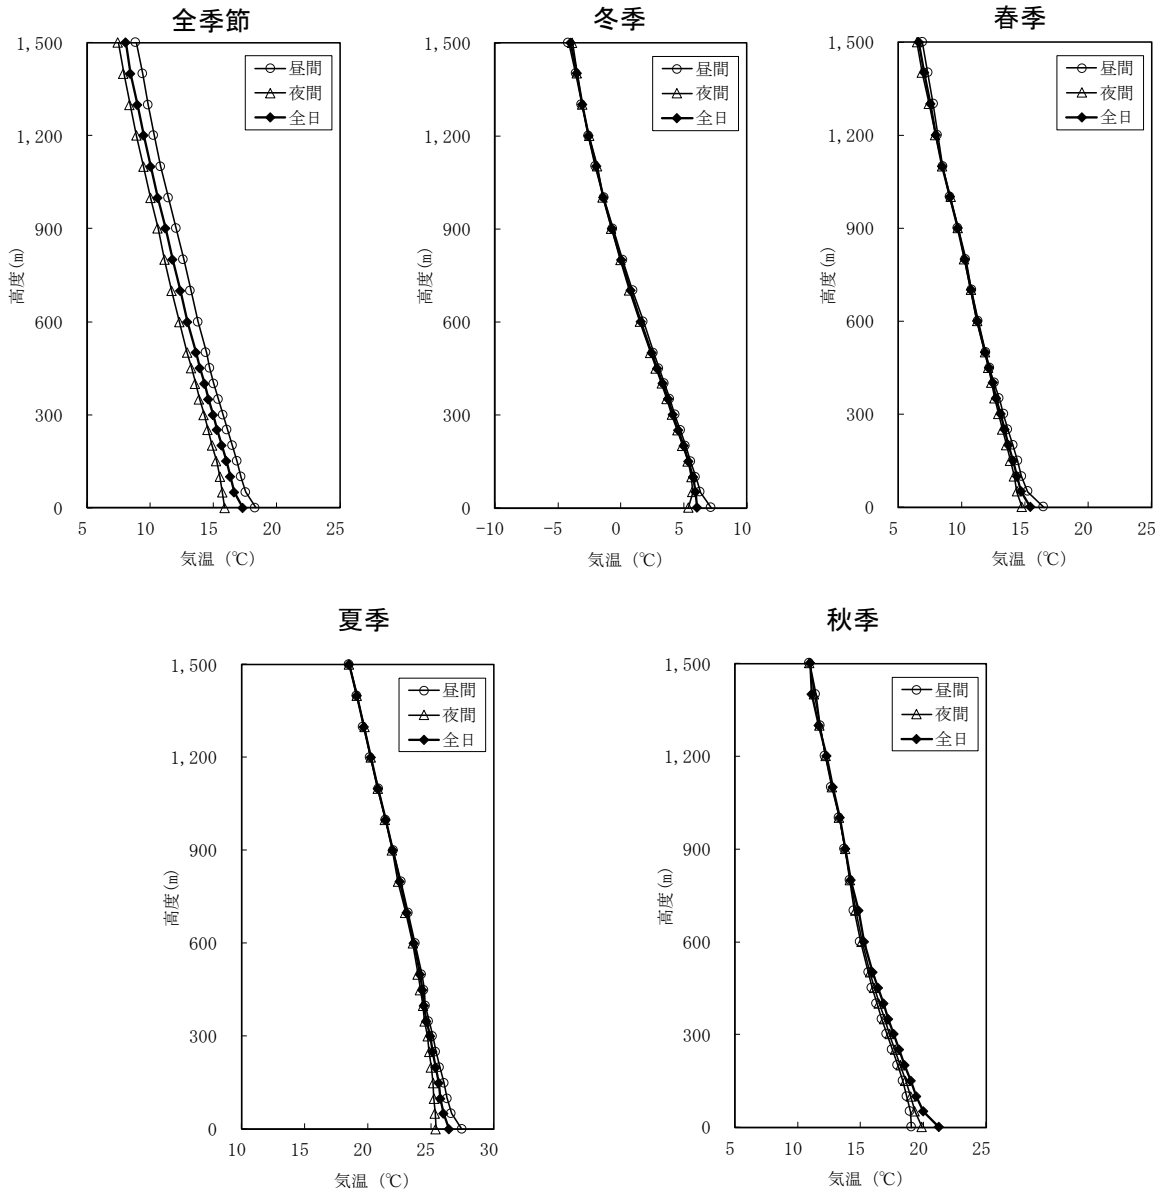 全季節
1,500
1,200
900
600
300
0
高度(m)
5 10 15 20 25
気温 (℃)
昼間
夜間
全日
冬季
1,500
1,200
900
600
300
0
高度(m)
-10 -5 0 5 10
気温 (℃)
昼間
夜間
全日
春季
1,500
1,200
900
600
300
0
高度(m)
5 10 15 20 25
気温 (℃)
昼間
夜間
全日
夏季
1,500
1,200
900
600
300
0
高度(m)
10 15 20 25 30
気温 (℃)
昼間
夜間
全日
秋季
1,500
1,200
900
600
300
0
高度(m)
5 10 15 20 25
気温 (℃)
昼間
夜間
全日